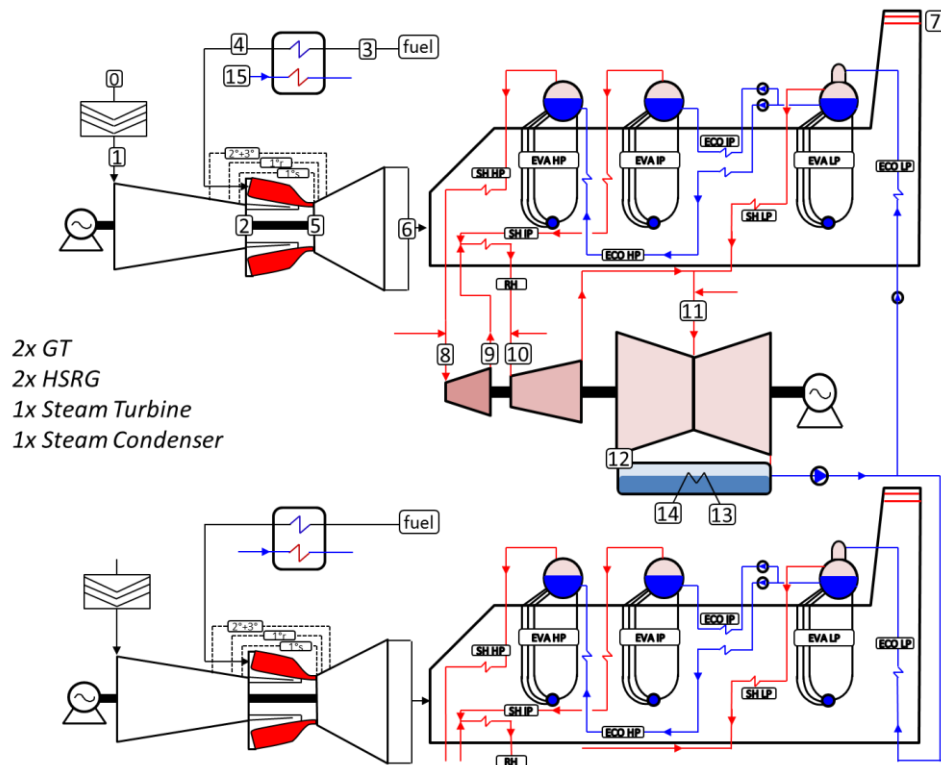 0
4
3
fuel
15
7
1
2°+3°
1°r
1°s
2
5
6
SH HP
EVA HP
EVA IP
ECO IP
EVA LP
ECO LP
SH LP
SH IP
ECO HP
RH
11
8
9
10
2x GT
2x HSRG
1x Steam Turbine
1x Steam Condenser
12
14
13
fuel
2°+3°
1°r
1°s
SH HP
EVA HP
EVA IP
ECO IP
EVA LP
ECO LP
SH LP
SH IP
ECO HP
RH